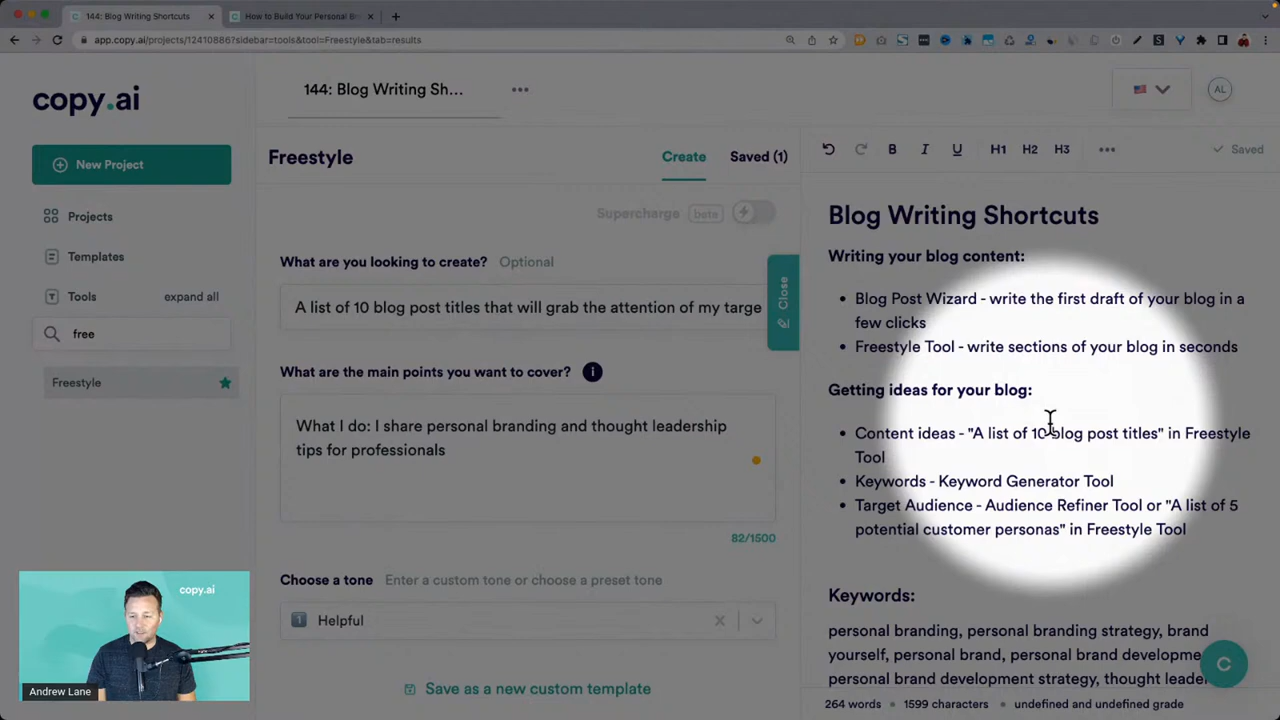 144: Blog Writing Shortcuts
How to Build Your Personal Br
app.copy.ai/projects/12410886?sidebar=tools&tool=Freestyle&tab=results
copy.ai
144: Blog Writing Sh...
AL
New Project
Projects
Templates
Tools
expand all
free
Freestyle
Freestyle
Create
Saved (1)
Supercharge
beta
What are you looking to create?
Optional
A list of 10 blog post titles that will grab the attention of my targe
What are the main points you want to cover?
What I do: I share personal branding and thought leadership
tips for professionals
82/1500
Choose a tone
Enter a custom tone or choose a preset tone
Helpful
Save as a new custom template
Close
B I U H1 H2 H3
Saved
Blog Writing Shortcuts
Writing your blog content:
Blog Post Wizard - write the first draft of your blog in a
few clicks
Freestyle Tool - write sections of your blog in seconds
Getting ideas for your blog:
Content ideas - "A list of 10 blog post titles" in Freestyle
Tool
Keywords - Keyword Generator Tool
Target Audience - Audience Refiner Tool or "A list of 5
potential customer personas" in Freestyle Tool
Keywords:
personal branding, personal branding strategy, brand
yourself, personal brand, personal brand developme
personal brand development strategy, thought leader
264 words
1599 characters
undefined and undefined grade
C
copy.ai
Andrew Lane